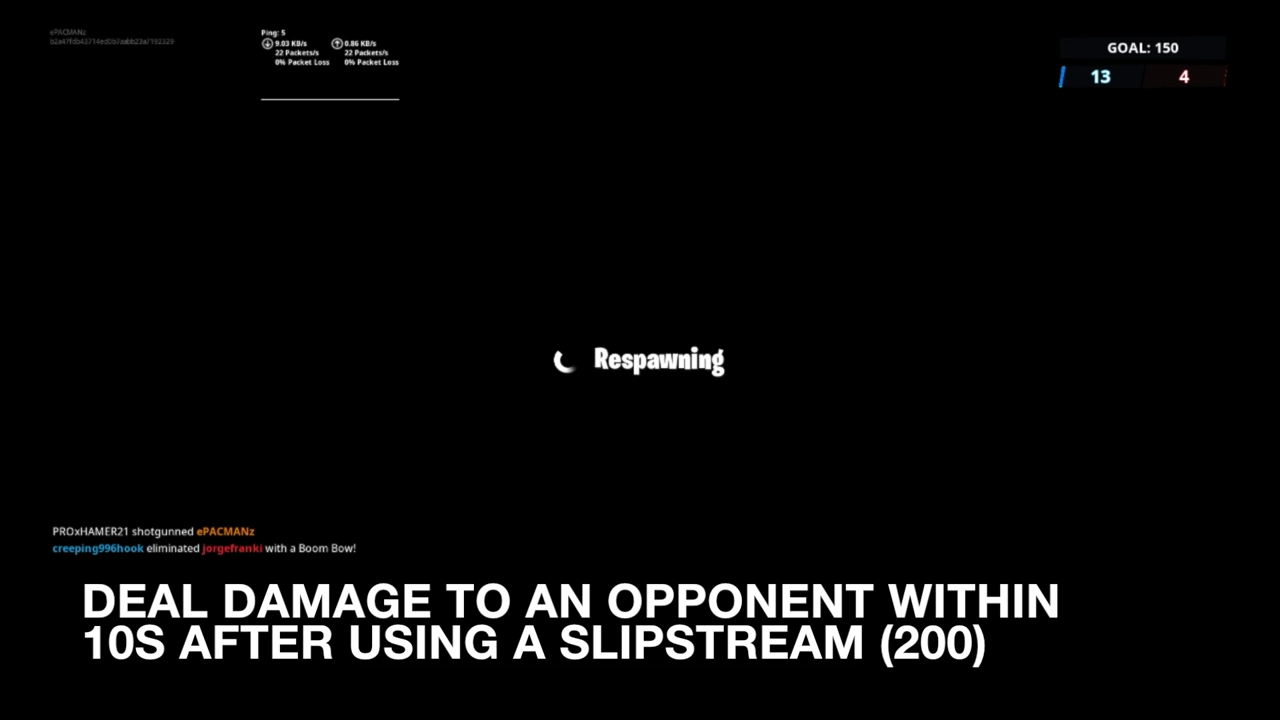 ePACMANz
Ping: 5
9.03 KB/s 0.86 KB/s
22 Packets/s 22 Packets/s
0% Packet Loss 0% Packet Loss
GOAL: 150
13 4
Respawning
PROxHAMER21 shotgunned ePACMANz
creeping996hook eliminated jorgefranki with a Boom Bow!
DEAL DAMAGE TO AN OPPONENT WITHIN
10S AFTER USING A SLIPSTREAM (200)